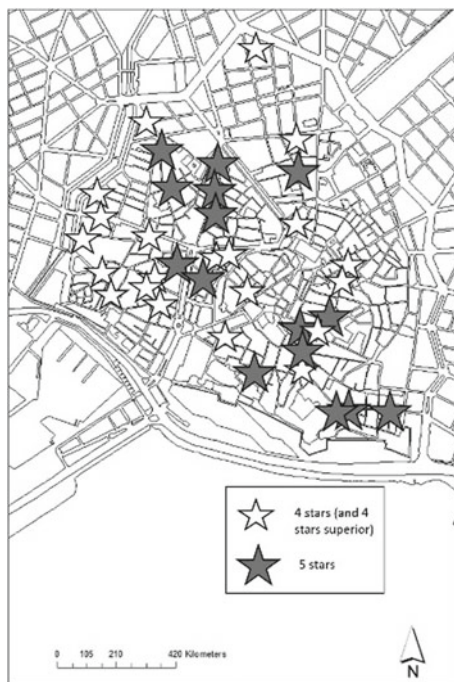 4 stars (and 4
stars superior)
5 stars
0 105 210 420 Kilometers
N